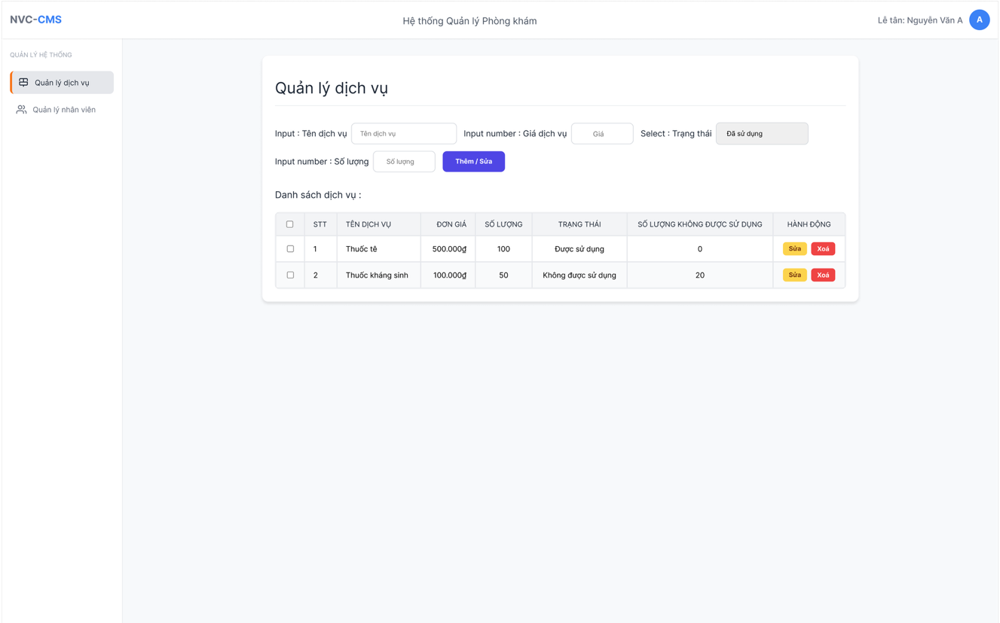 NVC-CMS
Hệ thống Quản lý Phòng khám
Lễ tân: Nguyễn Văn A
A
QUẢN LÝ HỆ THỐNG
Quản lý dịch vụ
Quản lý nhân viên
Quản lý dịch vụ
Input : Tên dịch vụ Tên dịch vụ Input number : Giá dịch vụ Giá Select : Trạng thái Đã sử dụng
Input number : Số lượng Số lượng Thêm / Sửa
Danh sách dịch vụ :
STT TÊN DỊCH VỤ ĐƠN GIÁ SỐ LƯỢNG TRẠNG THÁI SỐ LƯỢNG KHÔNG ĐƯỢC SỬ DỤNG HÀNH ĐỘNG
1 Thuốc tê 500.000₫ 100 Được sử dụng 0 Sửa Xoá
2 Thuốc kháng sinh 100.000₫ 50 Không được sử dụng 20 Sửa Xoá